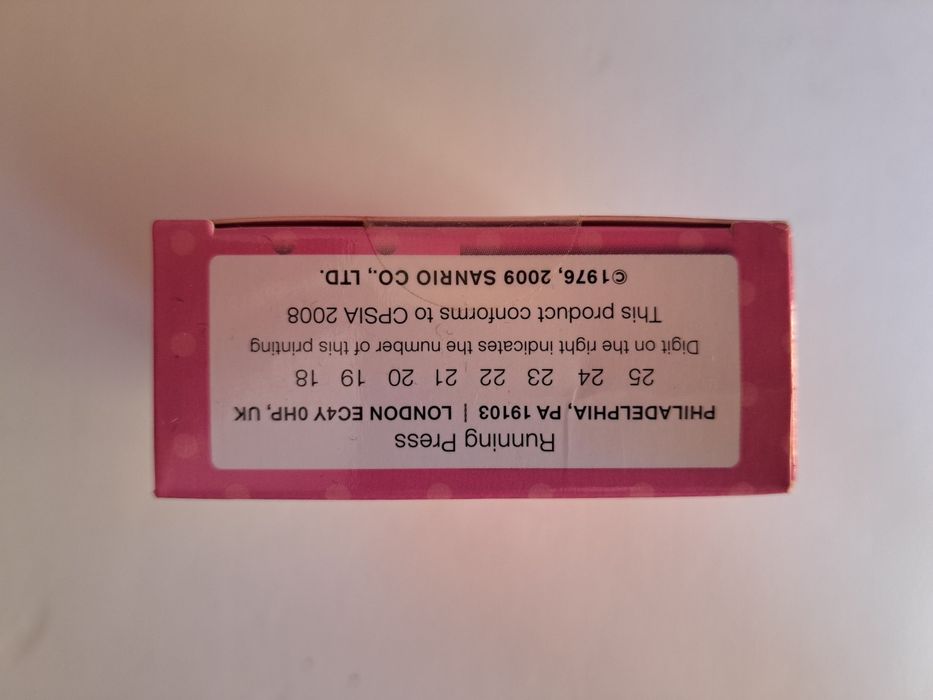 Running Press
PHILADELPHIA, PA 19103 | LONDON EC4Y 0HP, UK
25 24 23 22 21 20 19 18
Digit on the right indicates the number of this printing
This product conforms to CPSIA 2008
©1976, 2009 SANRIO CO., LTD.